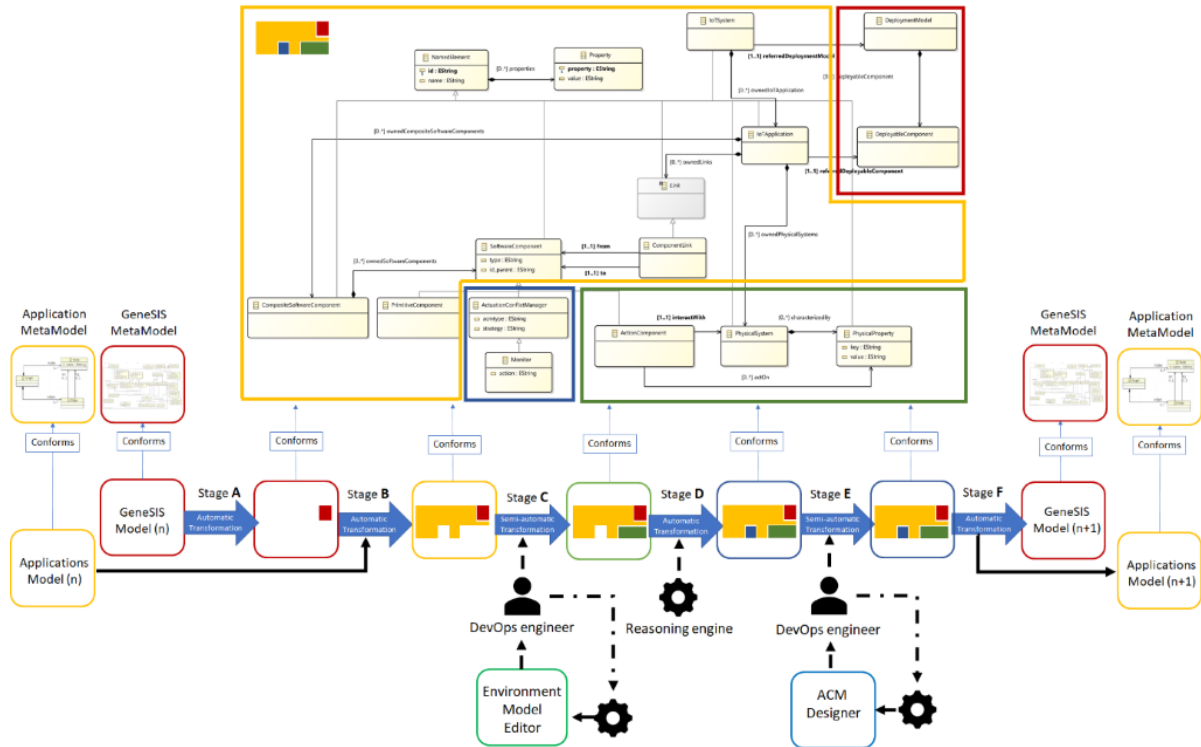 IoTSystem
DeploymentModel
NamedElement
id : EString
name : EString
[0..*] properties
Property
property : EString
value : EString
[1..1] referredDeploymentModel
[0..*] ownedIoTApplication
deployableComponent
[0..*] ownedCompositeSoftwareComponents
IoTApplication
DeployableComponent
[0..*] ownedLinks
[1..1] referredDeployableComponent
Link
[0..*] ownedPhysicalSystems
SoftwareComponent
type : EString
id_parent : EString
[1..1] from
[1..1] to
ComponentLink
[0..*] ownedSoftwareComponents
CompositeSoftwareComponent
PrimitiveComponent
ActuationConflictManager
acmtype : EString
strategy : EString
Monitor
action : EString
ActionComponent
[1..1] interactWith
PhysicalSystem
[0..*] characterizedBy
PhysicalProperty
key : EString
value : EString
[0..*] actOn
Application
MetaModel
GeneSIS
MetaModel
GeneSIS
MetaModel
Application
MetaModel
Conforms
Conforms
Conforms
Conforms
Conforms
Conforms
Conforms
Conforms
Conforms
GeneSIS
Model (n)
Stage A
Automatic
Transformation
Stage B
Automatic
Transformation
Stage C
Semi-automatic
Transformation
Stage D
Automatic
Transformation
Stage E
Semi-automatic
Transformation
Stage F
Automatic
Transformation
GeneSIS
Model (n+1)
Applications
Model (n)
Applications
Model (n+1)
DevOps engineer
Reasoning engine
DevOps engineer
Environment
Model
Editor
ACM
Designer